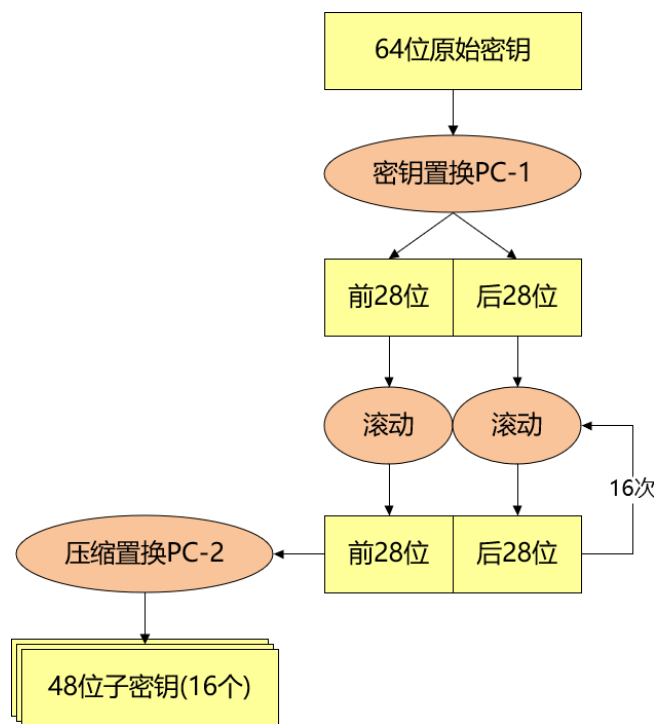 64位原始密钥
密钥置换PC-1
前28位
后28位
滚动
滚动
16次
压缩置换PC-2
前28位
后28位
48位子密钥(16个)